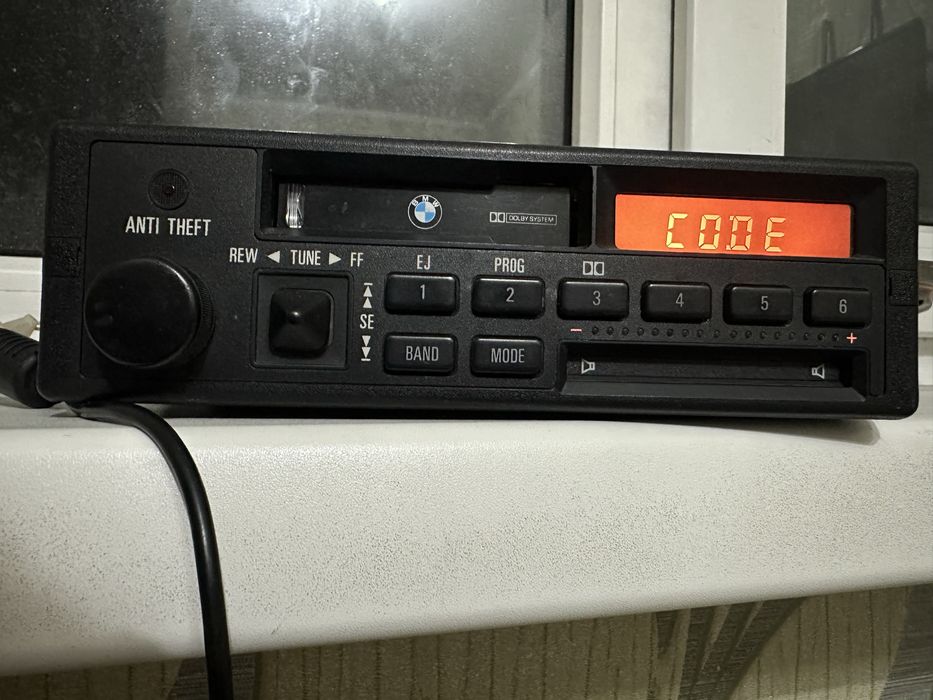 BMW
DOLBY SYSTEM
CODE
ANTI THEFT
REW ◀ TUNE ▶ FF
SE
EJ
PROG
1
2
3
4
5
6
BAND
MODE
− +